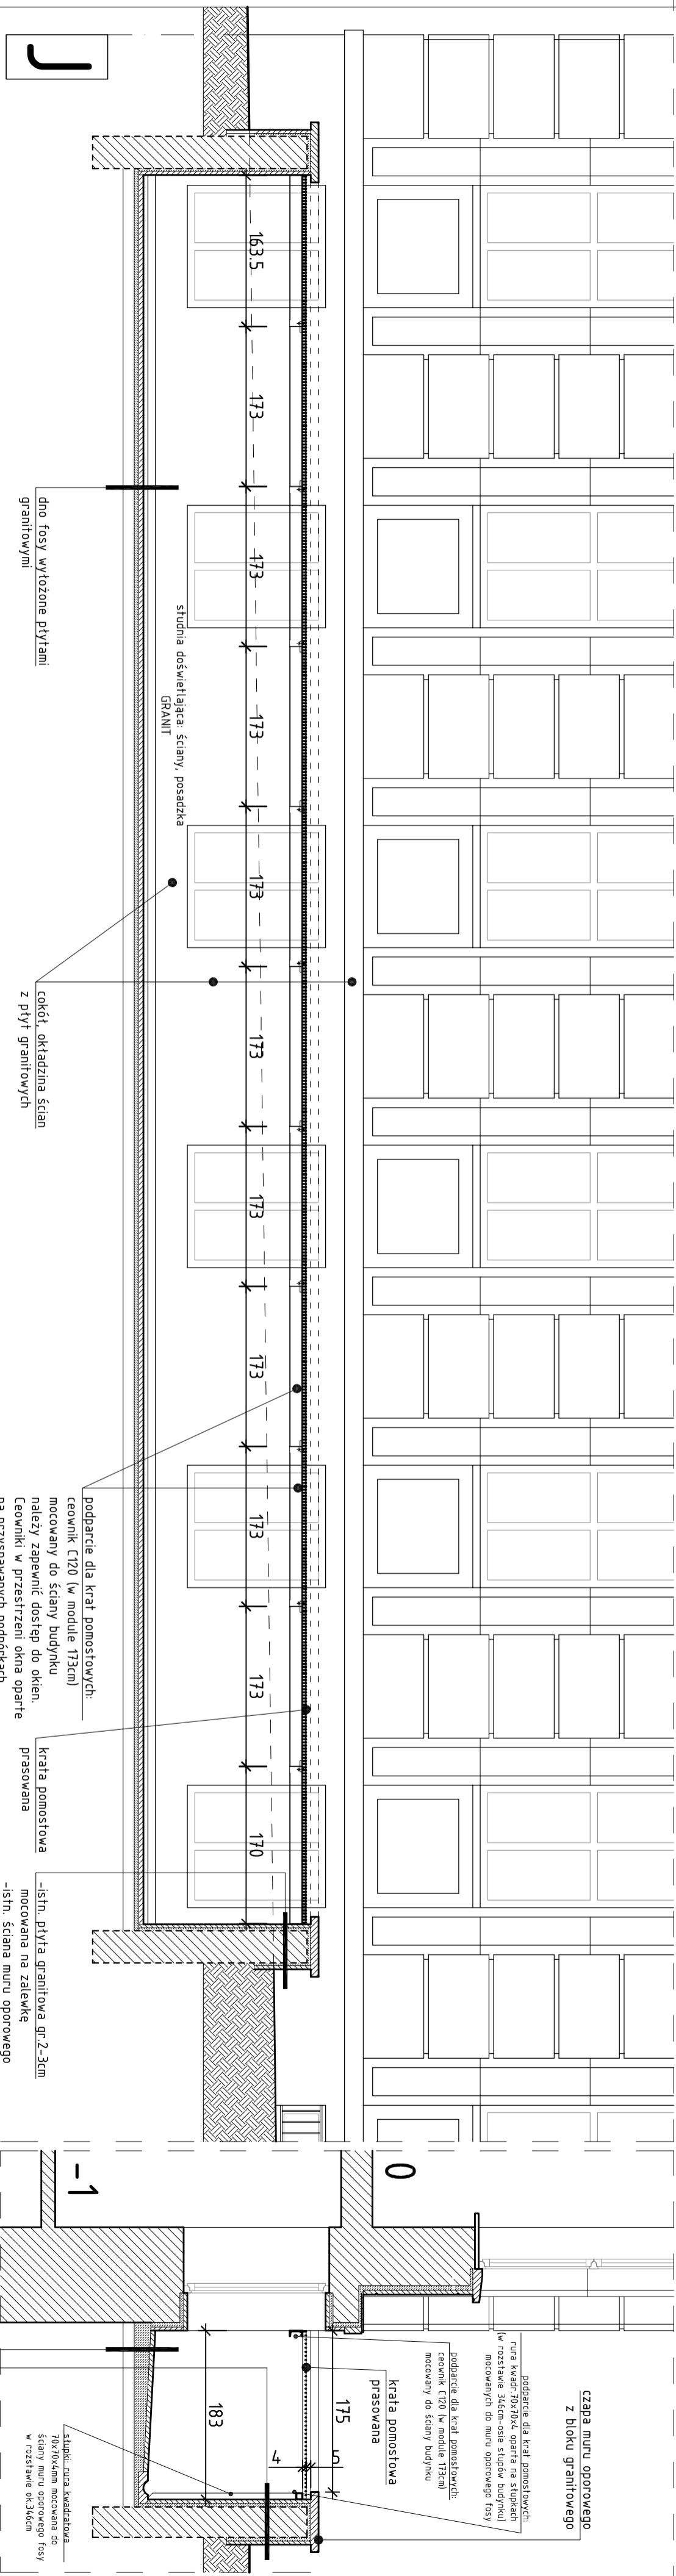 J
163.5
173
173
173
173
173
173
173
173
173
170
dno fosy wyłożone płytami
granitowymi
studnia doświetlająca: ściany, posadzka
GRANIT
cokół, okładzina ścian
z płyt granitowych
podparcie dla krat pomostowych:
ceownik C120 (w module 173cm)
mocowany do ściany budynku
należy zapewnić dostęp do okien.
Ceowniki w przestrzeni okna oparte
na przyspawanych podpórkach
krata pomostowa
prasowana
-istn. płyta granitowa gr.2-3cm
mocowana na zalewkę
-istn. ściana muru oporowego
0
-1
czapa muru oporowego
z bloku granitowego
podparcie dla krat pomostowych:
rura kwadr.70x70x4 oparta na słupkach
(w rozstawie 346cm-osie słupów budynku)
mocowanych do muru oporowego fosy
podparcie dla krat pomostowych:
ceownik C120 (w module 173cm)
mocowany do ściany budynku
krata pomostowa
prasowana
175
5
4
183
słupki: rura kwadratowa
70x70x4mm mocowana do
ściany muru oporowego fosy
w rozstawie ok.346cm